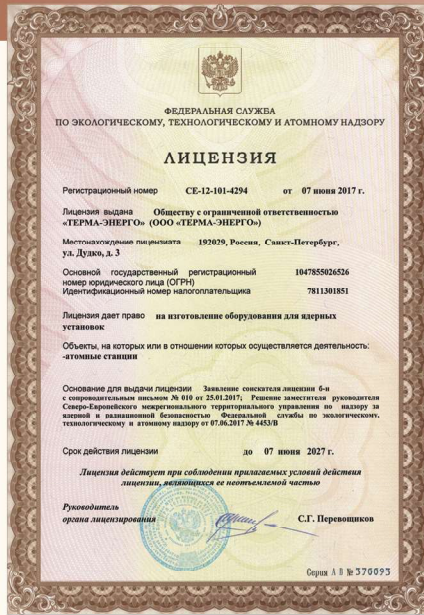 ФЕДЕРАЛЬНАЯ СЛУЖБА
ПО ЭКОЛОГИЧЕСКОМУ, ТЕХНОЛОГИЧЕСКОМУ И АТОМНОМУ НАДЗОРУ
ЛИЦЕНЗИЯ
Регистрационный номер СЕ-12-101-4294 от 07 июня 2017 г.
Лицензия выдана Обществу с ограниченной ответственностью
«ТЕРМА-ЭНЕРГО» (ООО «ТЕРМА-ЭНЕРГО»)
Местонахождение лицензиата 192029, Россия, Санкт-Петербург,
ул. Дудко, д. 3
Основной государственный регистрационный 1047855026526
номер юридического лица (ОГРН)
Идентификационный номер налогоплательщика 7811301851
Лицензия дает право на изготовление оборудования для ядерных
установок
Объекты, на которых или в отношении которых осуществляется деятельность:
-атомные станции
Основание для выдачи лицензии Заявление соискателя лицензии б-н
с сопроводительным письмом № 010 от 25.01.2017; Решение заместителя руководителя
Северо-Европейского межрегионального территориального управления по надзору за
ядерной и радиационной безопасностью Федеральной службы по экологическому,
технологическому и атомному надзору от 07.06.2017 № 4453/В
Срок действия лицензии до 07 июня 2027 г.
Лицензия действует при соблюдении прилагаемых условий действия
лицензии, являющихся ее неотъемлемой частью
Руководитель
органа лицензирования С.Г. Перевощиков
Серия А В № 370093